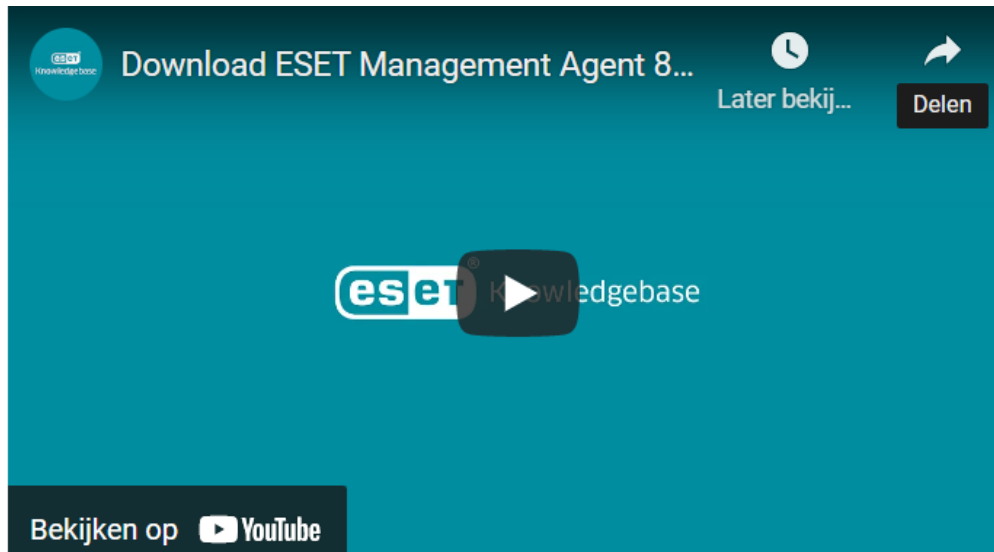 eset
Knowledgebase
Download ESET Management Agent 8...
Later bekij...
Delen
eset® Knowledgebase
Bekijken op YouTube